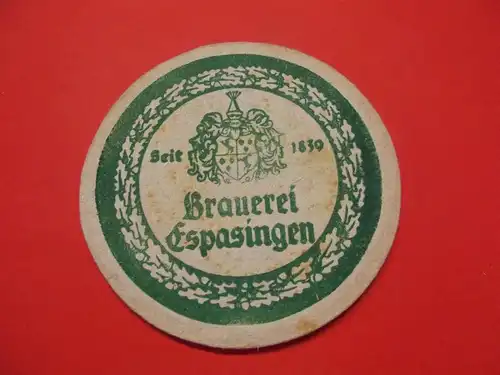 Seit 1839
Brauerei
Espasingen